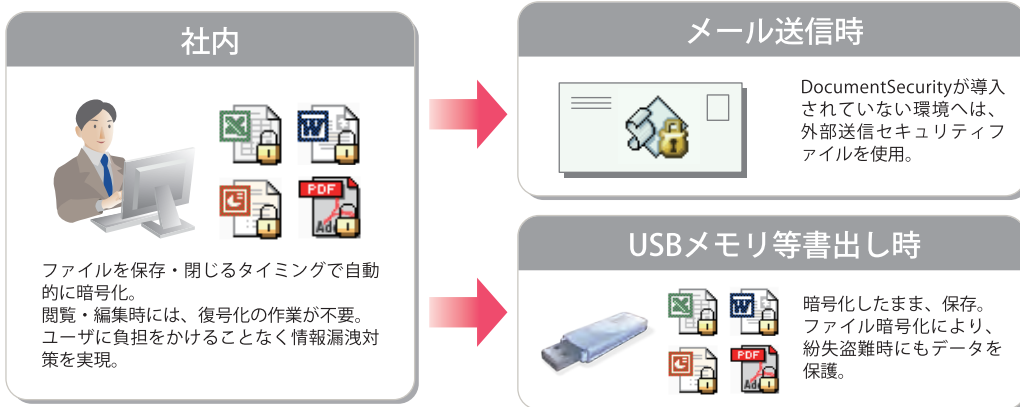 社内
ファイルを保存・閉じるタイミングで自動
的に暗号化。
閲覧・編集時には、復号化の作業が不要。
ユーザに負担をかけることなく情報漏洩対
策を実現。
メール送信時
DocumentSecurityが導入
されていない環境へは、
外部送信セキュリティフ
ァイルを使用。
USBメモリ等書出し時
暗号化したまま、保存。
ファイル暗号化により、
紛失盗難時にもデータを
保護。
PDF
PDF